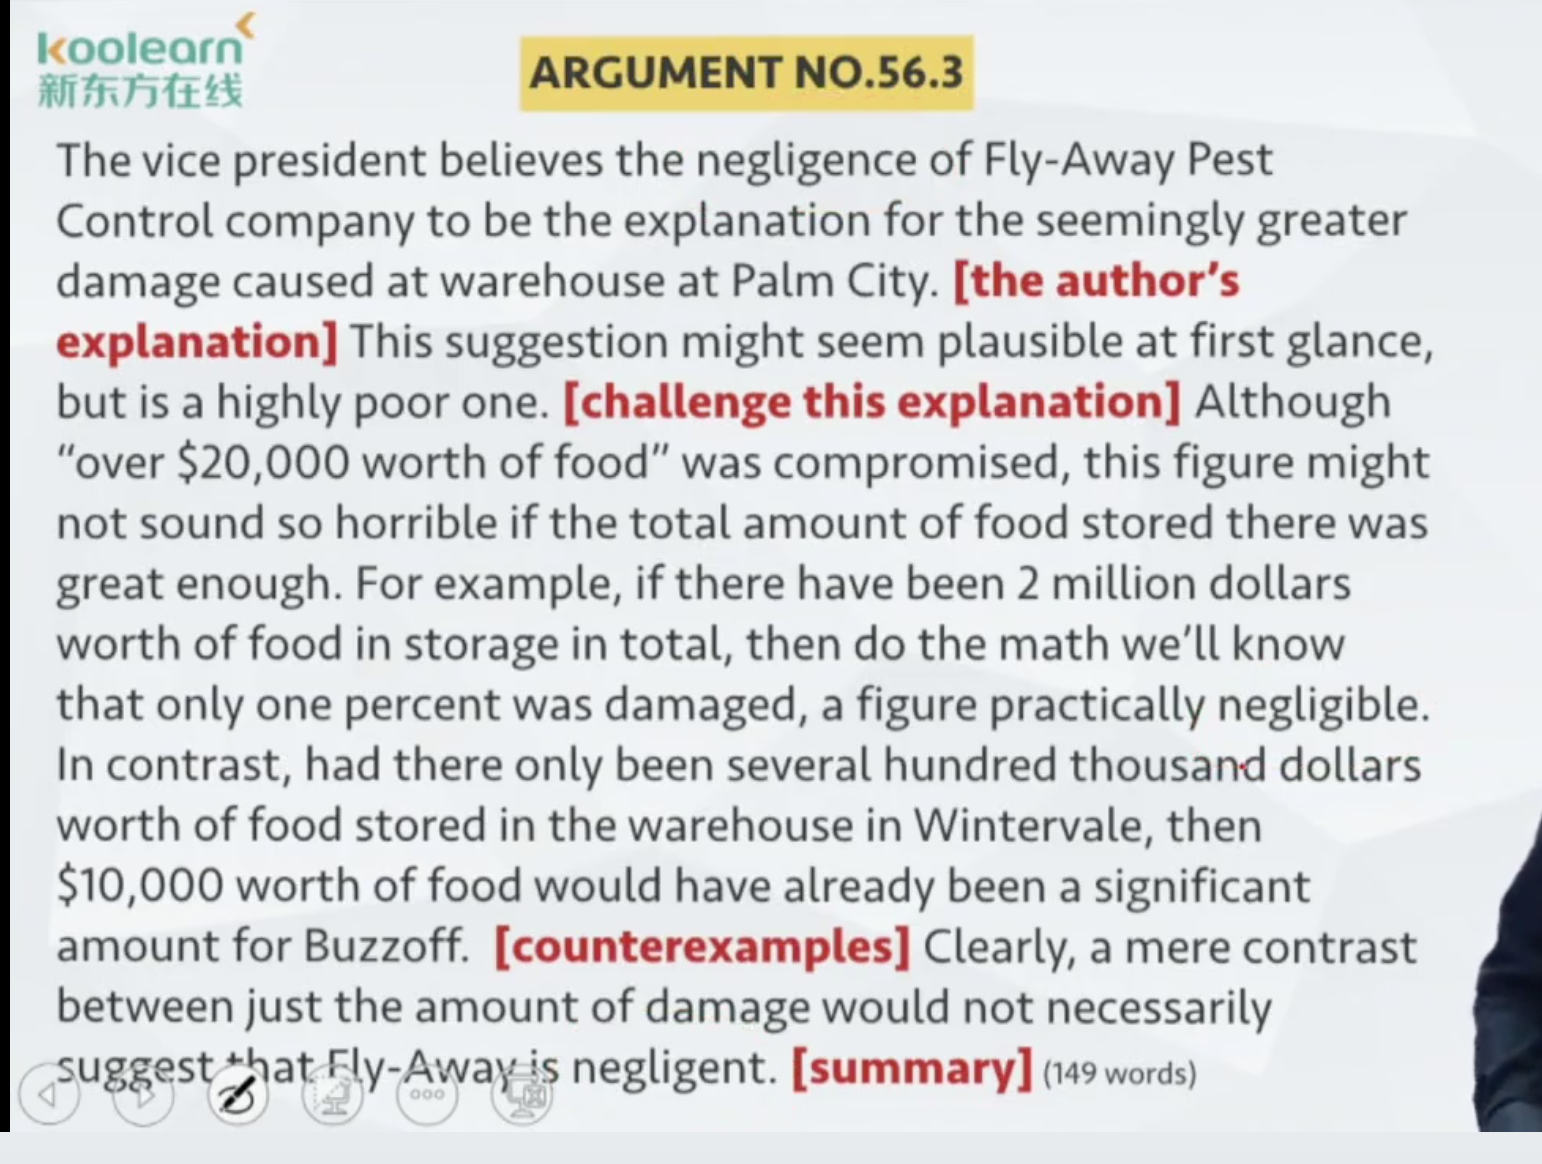 koolearn
新东方在线
ARGUMENT NO.56.3
The vice president believes the negligence of Fly-Away Pest
Control company to be the explanation for the seemingly greater
damage caused at warehouse at Palm City. [the author's
explanation] This suggestion might seem plausible at first glance,
but is a highly poor one. [challenge this explanation] Although
“over $20,000 worth of food” was compromised, this figure might
not sound so horrible if the total amount of food stored there was
great enough. For example, if there have been 2 million dollars
worth of food in storage in total, then do the math we’ll know
that only one percent was damaged, a figure practically negligible.
In contrast, had there only been several hundred thousand dollars
worth of food stored in the warehouse in Wintervale, then
$10,000 worth of food would have already been a significant
amount for Buzzoff. [counterexamples] Clearly, a mere contrast
between just the amount of damage would not necessarily
suggest that Fly-Away is negligent. [summary] (149 words)